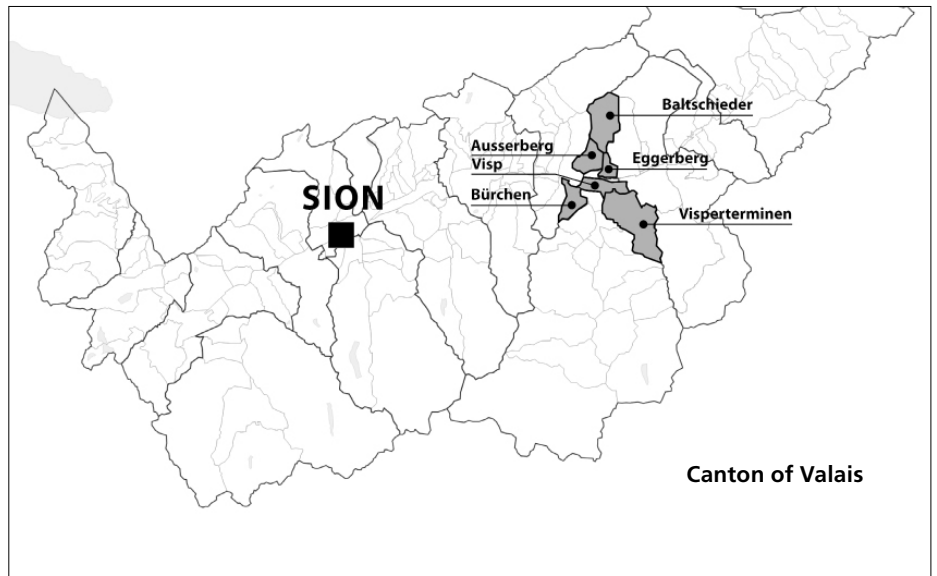 Baltschieder
Ausserberg
Visp
Eggerberg
SION
Bürchen
Visperterminen
Canton of Valais